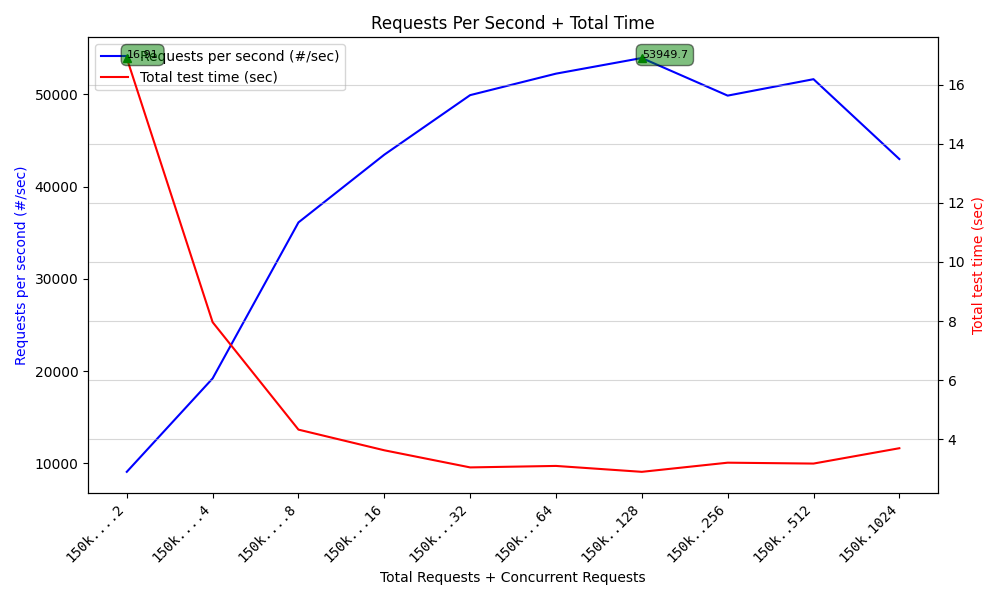 Requests Per Second + Total Time
16.91
Requests per second (#/sec)
Total test time (sec)
53949.7
50000
40000
30000
20000
10000
Requests per second (#/sec)
16
14
12
10
8
6
4
Total test time (sec)
150k....2
150k....4
150k....8
150k...16
150k...32
150k...64
150k..128
150k..256
150k..512
150k.1024
Total Requests + Concurrent Requests